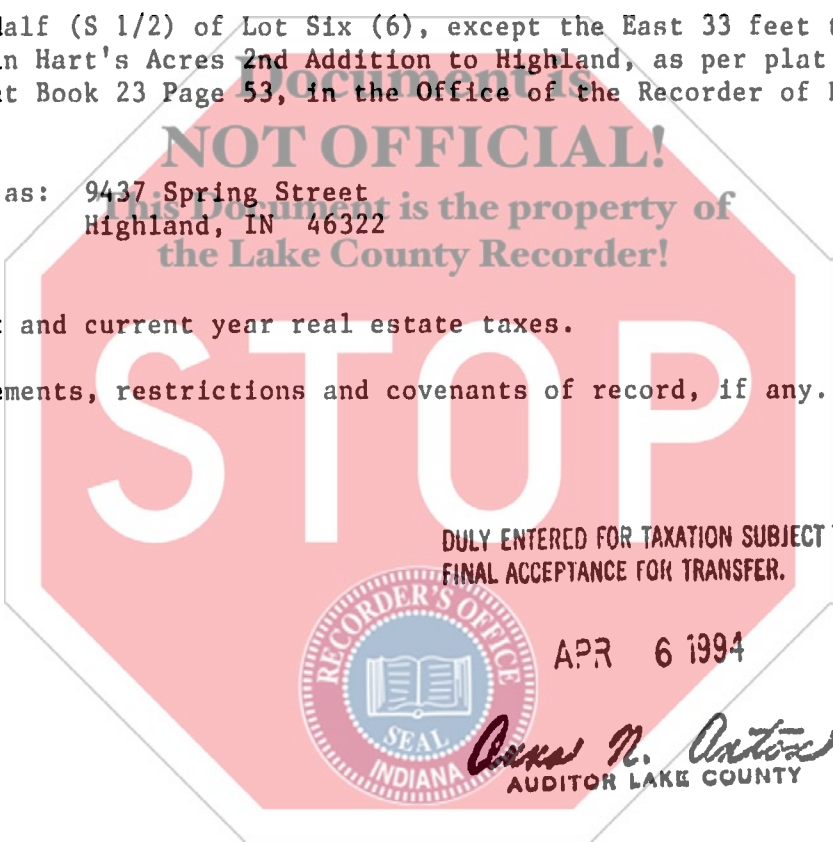 (S 1/2) of Lot Six (6), except the East 33 feet
Hart's Acres 2nd Addition to Highland, as per plat
Book 23 Page 53, in the Office of the Recorder of
Document is
NOT OFFICIAL!
as: 9437 Spring Street
This Document is the property of
Highland, IN 46322
the Lake County Recorder!
and current year real estate taxes.
STOP
restrictions and covenants of record, if any.
DULY ENTERED FOR TAXATION SUBJECT
FINAL ACCEPTANCE FOR TRANSFER.
RECORDER'S OFFICE
SEAL
INDIANA
APR 6 1994
Anna N. Anton
AUDITOR LAKE COUNTY